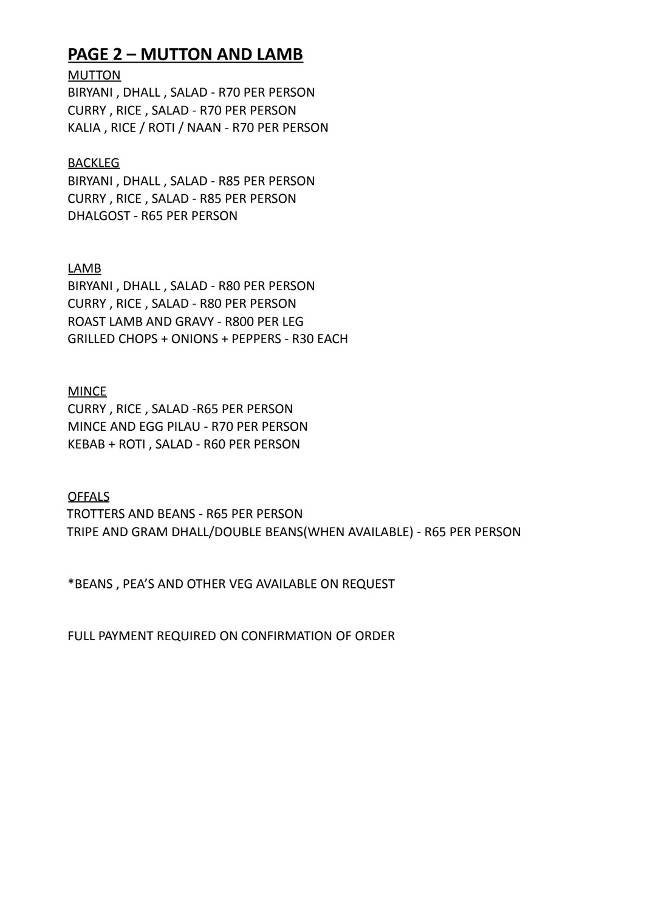 PAGE 2 – MUTTON AND LAMB
MUTTON
BIRYANI , DHALL , SALAD - R70 PER PERSON
CURRY , RICE , SALAD - R70 PER PERSON
KALIA , RICE / ROTI / NAAN - R70 PER PERSON
BACKLEG
BIRYANI , DHALL , SALAD - R85 PER PERSON
CURRY , RICE , SALAD - R85 PER PERSON
DHALGOST - R65 PER PERSON
LAMB
BIRYANI , DHALL , SALAD - R80 PER PERSON
CURRY , RICE , SALAD - R80 PER PERSON
ROAST LAMB AND GRAVY - R800 PER LEG
GRILLED CHOPS + ONIONS + PEPPERS - R30 EACH
MINCE
CURRY , RICE , SALAD -R65 PER PERSON
MINCE AND EGG PILAU - R70 PER PERSON
KEBAB + ROTI , SALAD - R60 PER PERSON
OFFALS
TROTTERS AND BEANS - R65 PER PERSON
TRIPE AND GRAM DHALL/DOUBLE BEANS(WHEN AVAILABLE) - R65 PER PERSON
*BEANS , PEA’S AND OTHER VEG AVAILABLE ON REQUEST
FULL PAYMENT REQUIRED ON CONFIRMATION OF ORDER